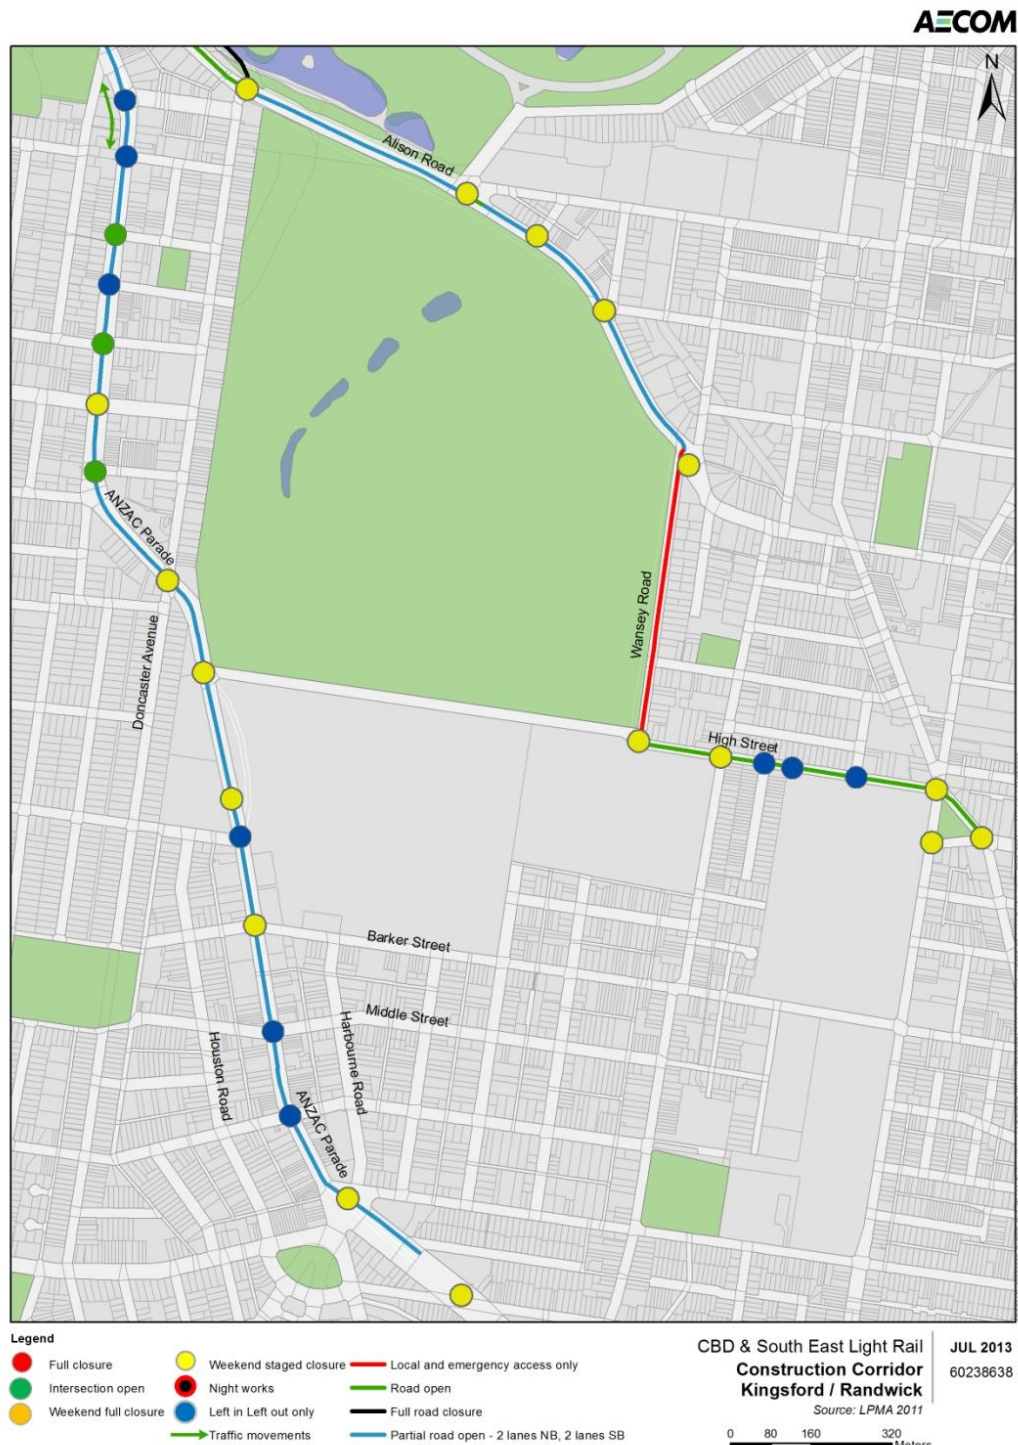 AECOM
N
Alison Road
ANZAC Parade
Wansey Road
Doncaster Avenue
High Street
Barker Street
Middle Street
Harbourne Road
Houston Road
ANZAC Parade
Legend
Full closure
Intersection open
Weekend full closure
Traffic movements
Weekend staged closure
Night works
Left in Left out only
Local and emergency access only
Road open
Full road closure
Partial road open - 2 lanes NB, 2 lanes SB
CBD & South East Light Rail
Construction Corridor
Kingsford / Randwick
Source: LPMA 2011
JUL 2013
60238638
0 80 160 320
Meters